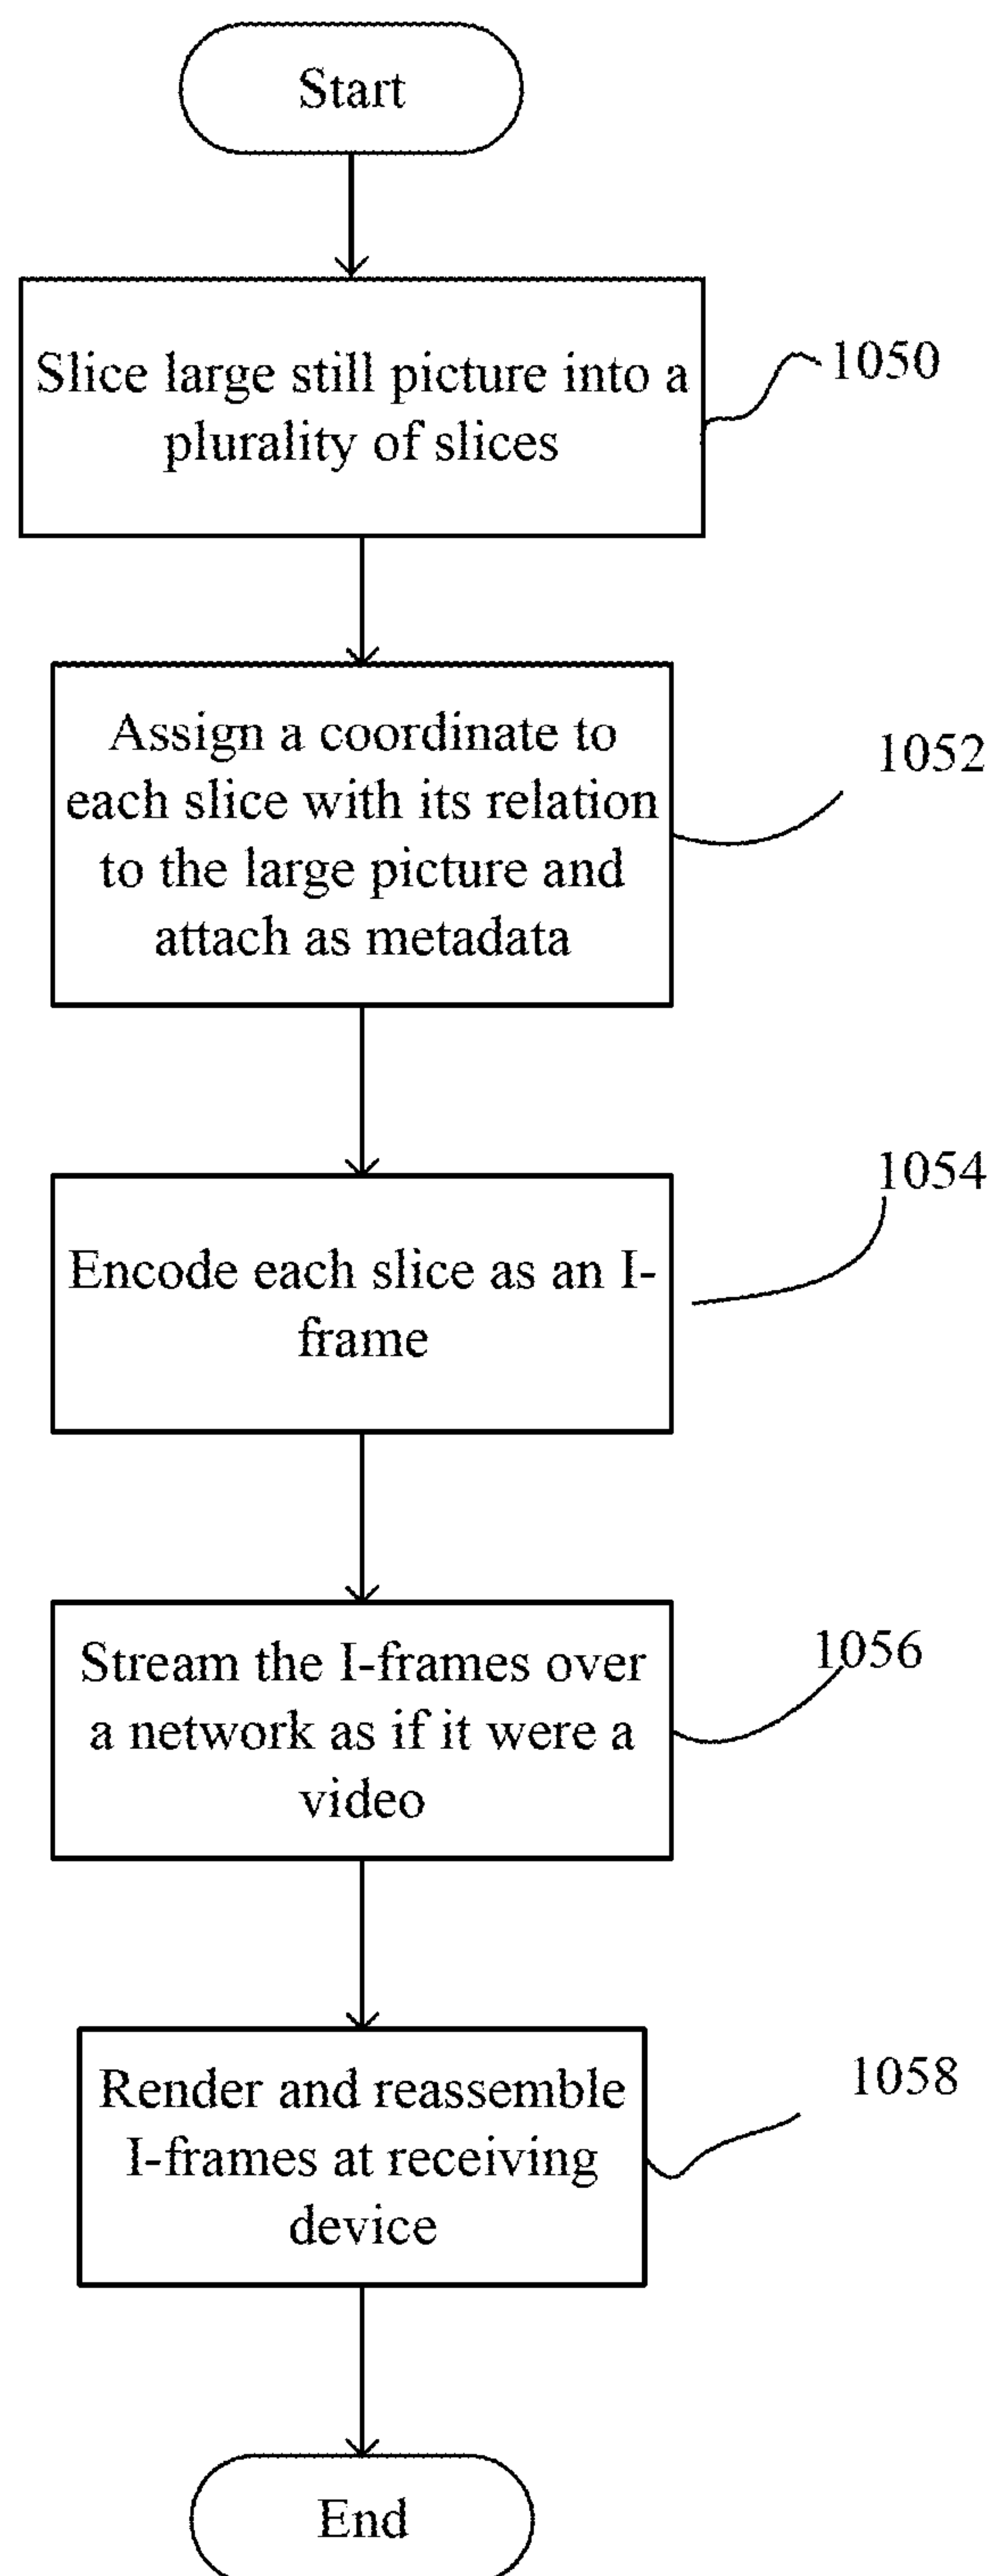 Start
Slice large still picture into a
plurality of slices
1050
Assign a coordinate to
each slice with its relation
to the large picture and
attach as metadata
1052
Encode each slice as an I-
frame
1054
Stream the I-frames over
a network as if it were a
video
1056
Render and reassemble
I-frames at receiving
device
1058
End